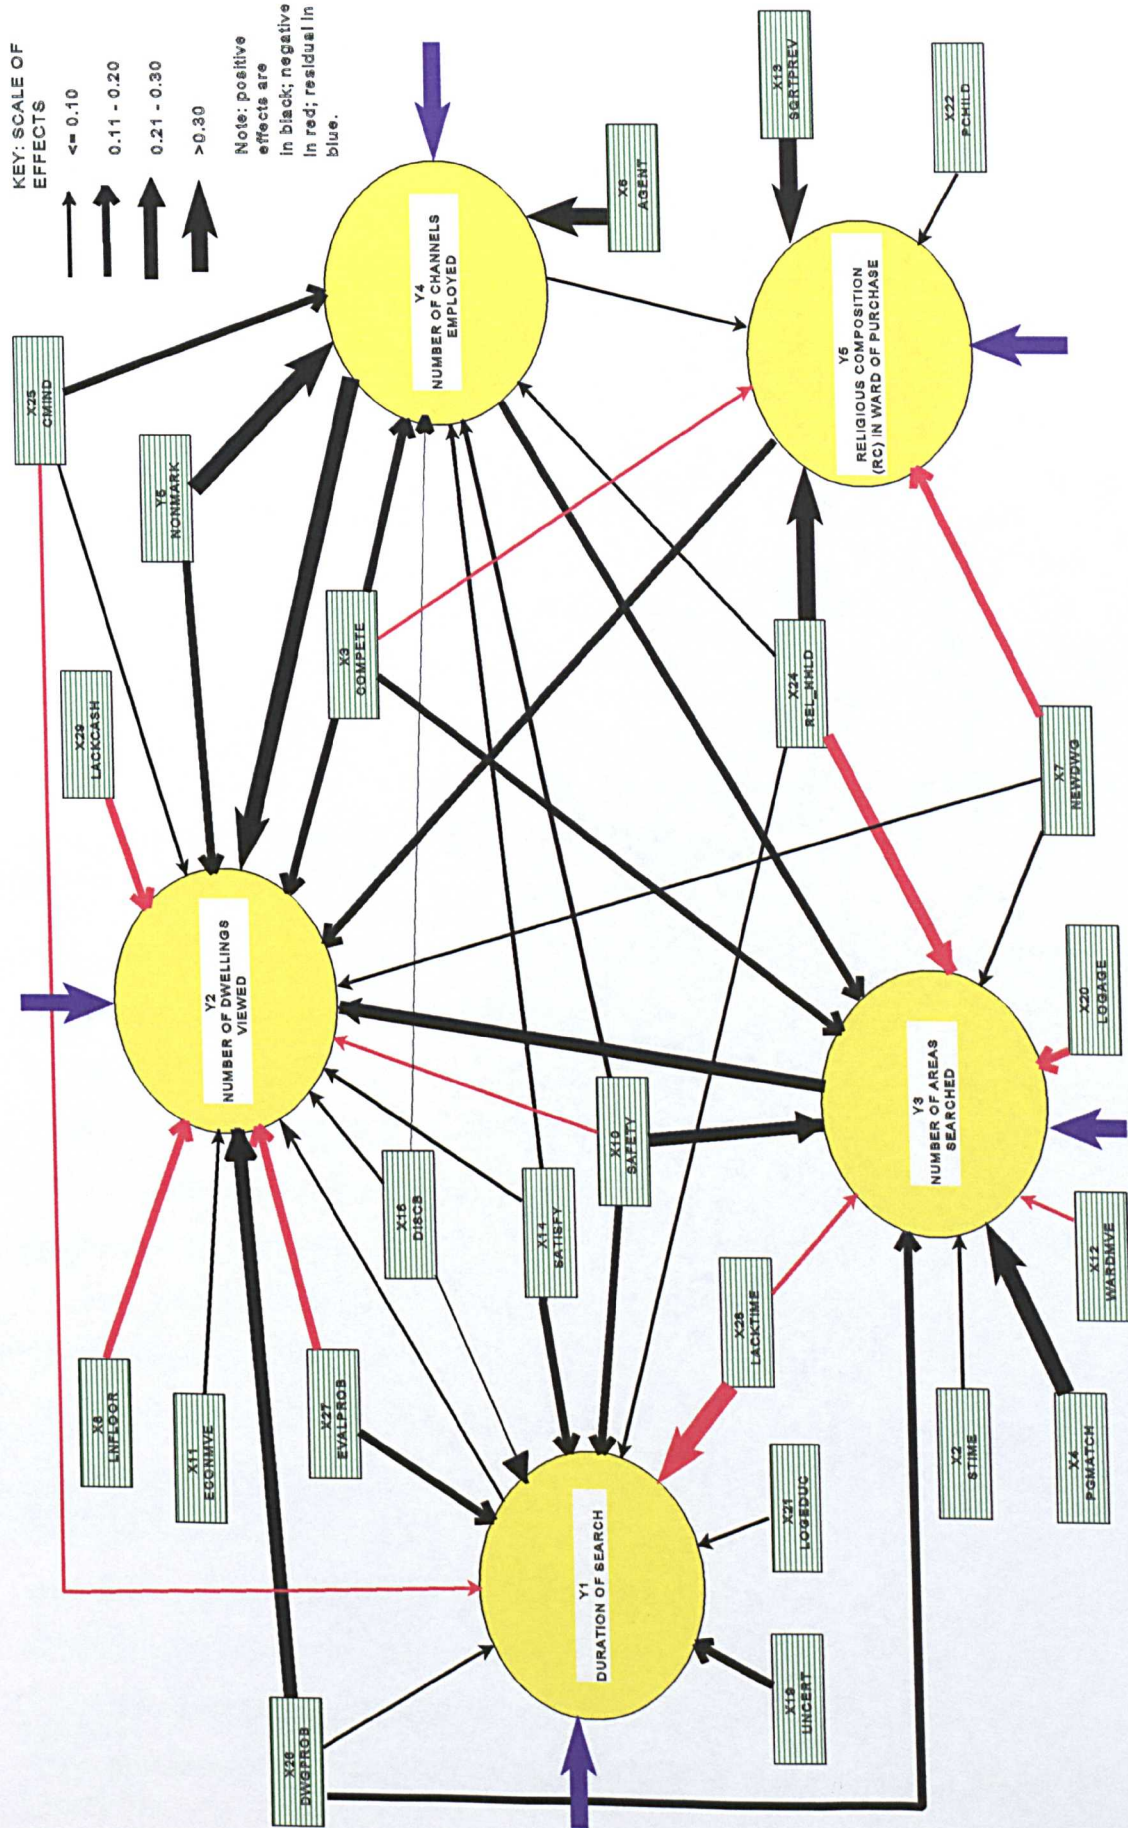 KEY: SCALE OF
EFFECTS
<= 0.10
0.11 - 0.20
0.21 - 0.30
>0.30
Note: positive
effects are
in black; negative
in red; residual in
blue.
X25
CMIND
Y5
NONMARK
X29
LACKCASH
X3
COMPETE
X6
AGENT
X13
SQRTPREV
X22
PCHILD
Y4
NUMBER OF CHANNELS
EMPLOYED
Y5
RELIGIOUS COMPOSITION
(RC) IN WARD OF PURCHASE
X24
REL_HHLD
X7
NEWDWG
Y2
NUMBER OF DWELLINGS
VIEWED
X8
LNFLOOR
X11
ECONMVE
X27
EVALPROB
X16
DISCB
X14
SATISFY
X10
SAFETY
X28
LACKTIME
Y3
NUMBER OF AREAS
SEARCHED
X20
LOGAGE
X12
WARDMVE
X2
STIME
X4
PGMATCH
Y1
DURATION OF SEARCH
X21
LOGEDUC
X19
UNCERT
X26
DWGPROB